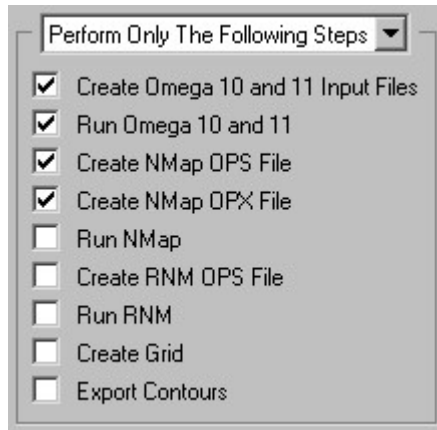 Perform Only The Following Steps
Create Omega 10 and 11 Input Files
Run Omega 10 and 11
Create NMap OPS File
Create NMap OPX File
Run NMap
Create RNM OPS File
Run RNM
Create Grid
Export Contours